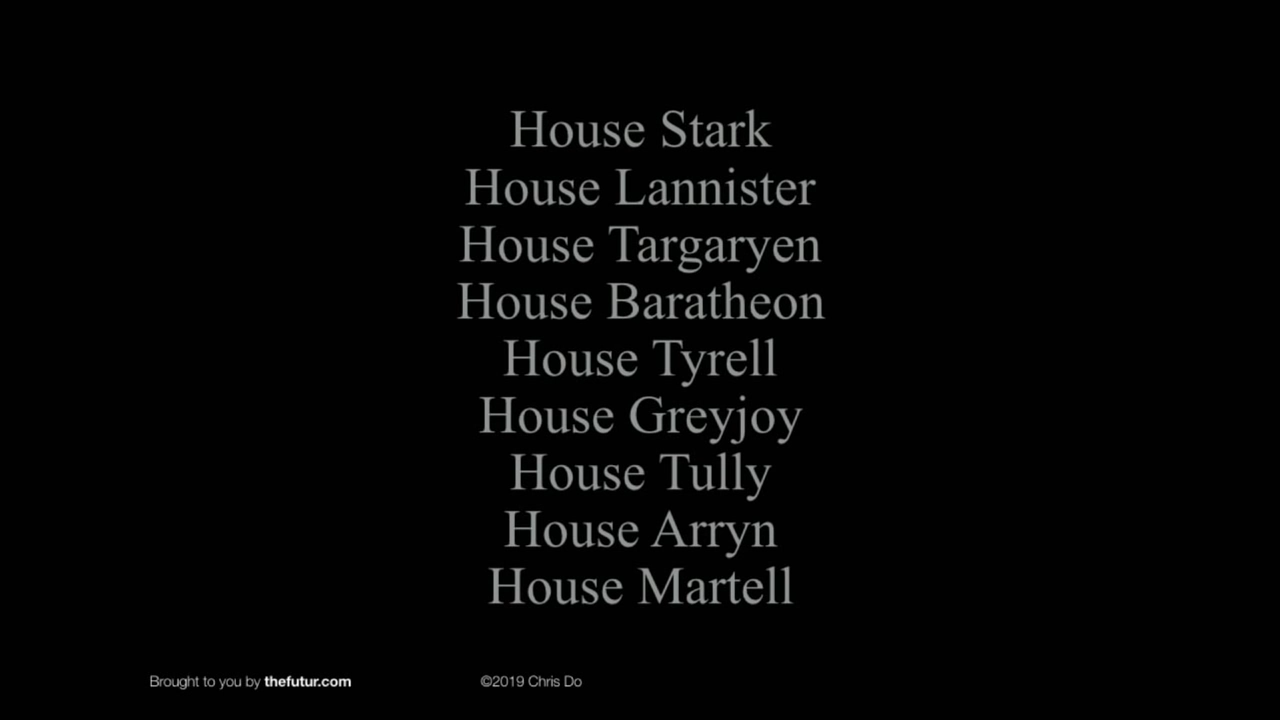 House Stark
House Lannister
House Targaryen
House Baratheon
House Tyrell
House Greyjoy
House Tully
House Arryn
House Martell
Brought to you by thefutur.com
©2019 Chris Do